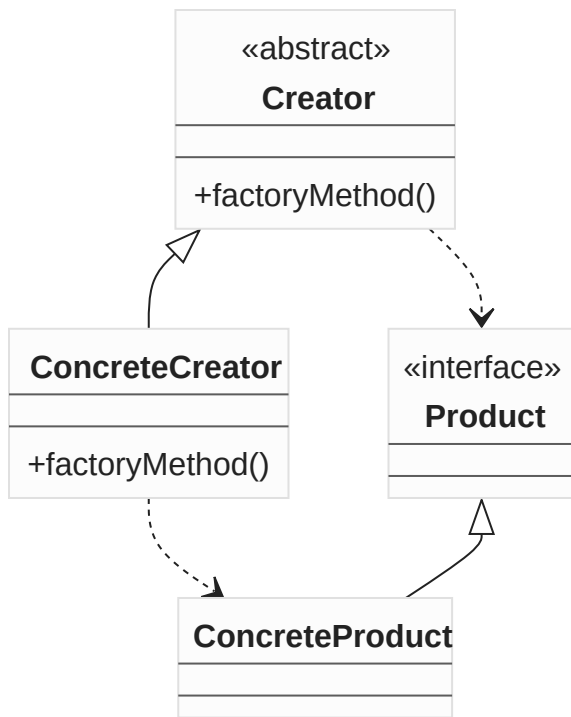 «abstract»
Creator
+factoryMethod()
ConcreteCreator
+factoryMethod()
«interface»
Product
ConcreteProduct